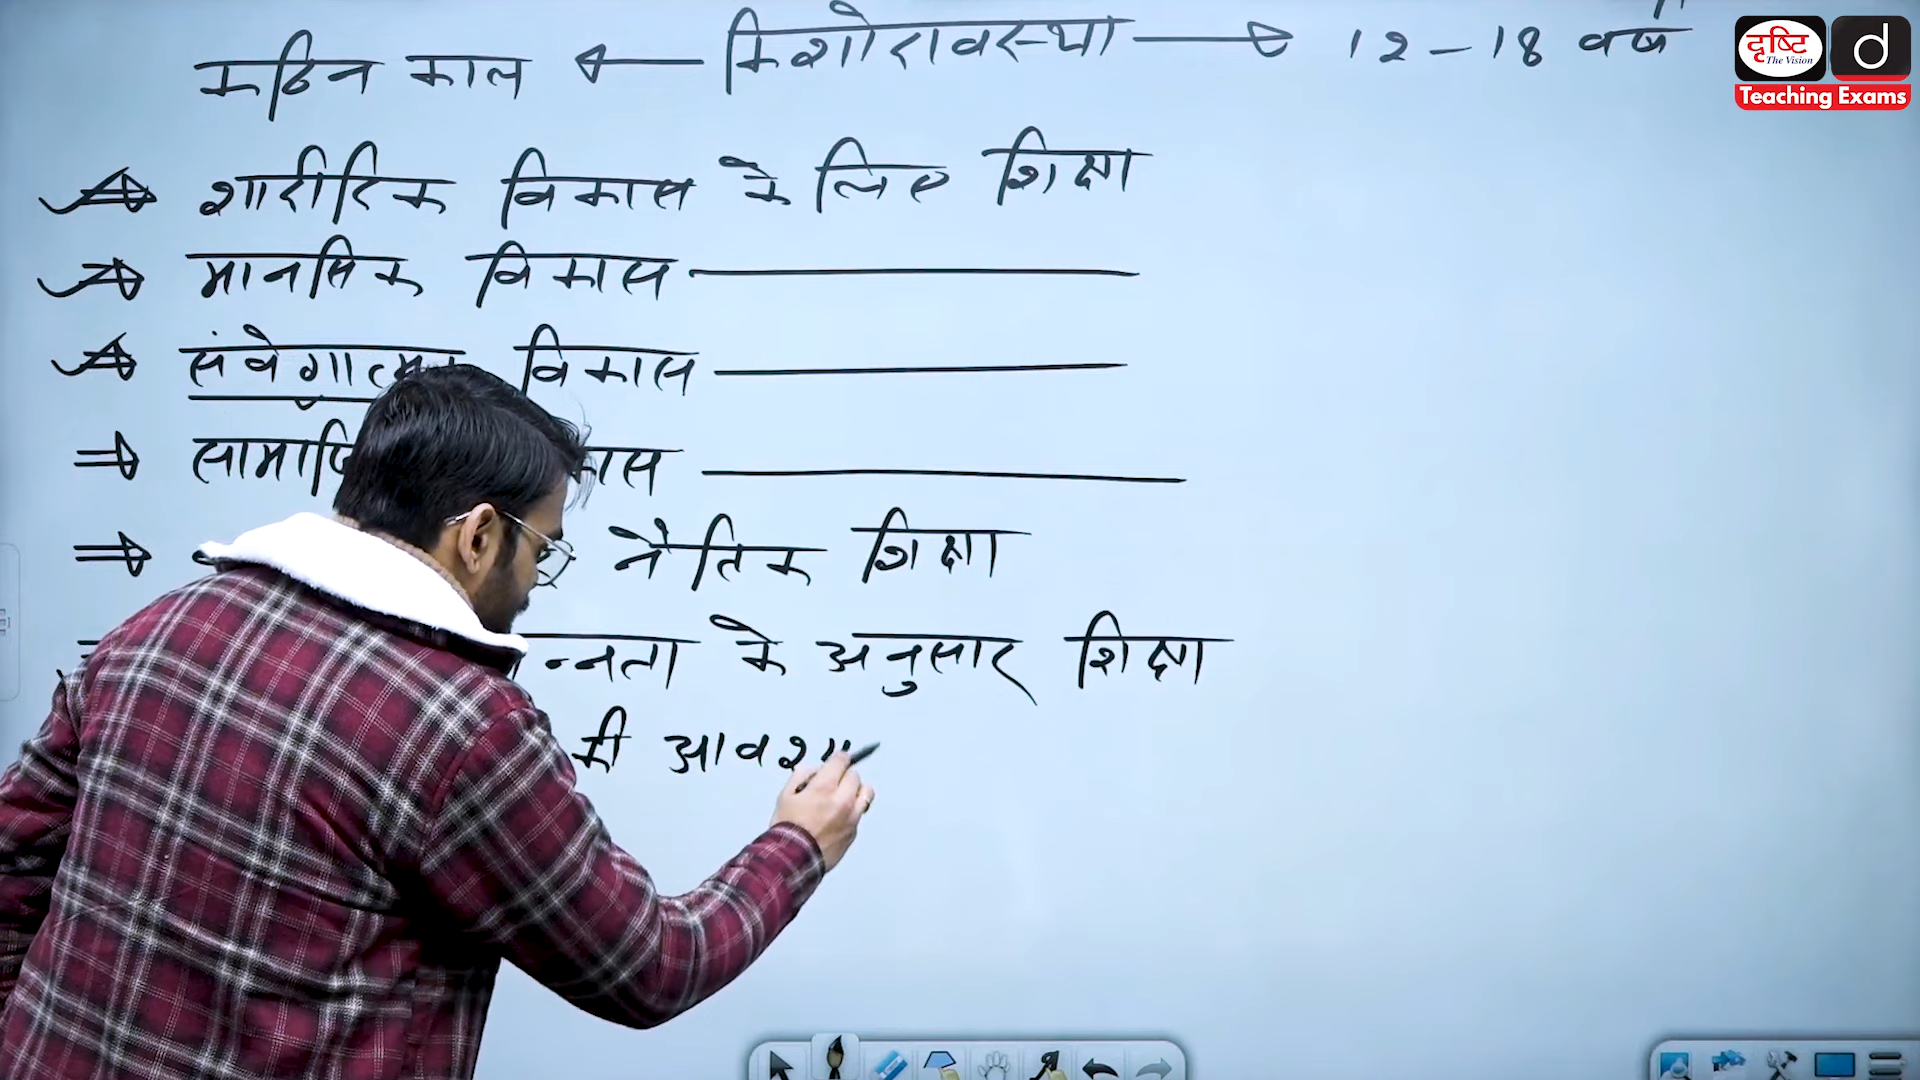 कठिन काल ← किशोरावस्था → 12 – 18 वर्ष
दृष्टि
The Vision
d
Teaching Exams
शारीरिक विकास के लिए शिक्षा
मानसिक विकास
संवेगात्मक विकास
⇒ सामाजि
⇒ नैतिक शिक्षा
न्नता के अनुसार शिक्षा
की आवश्य